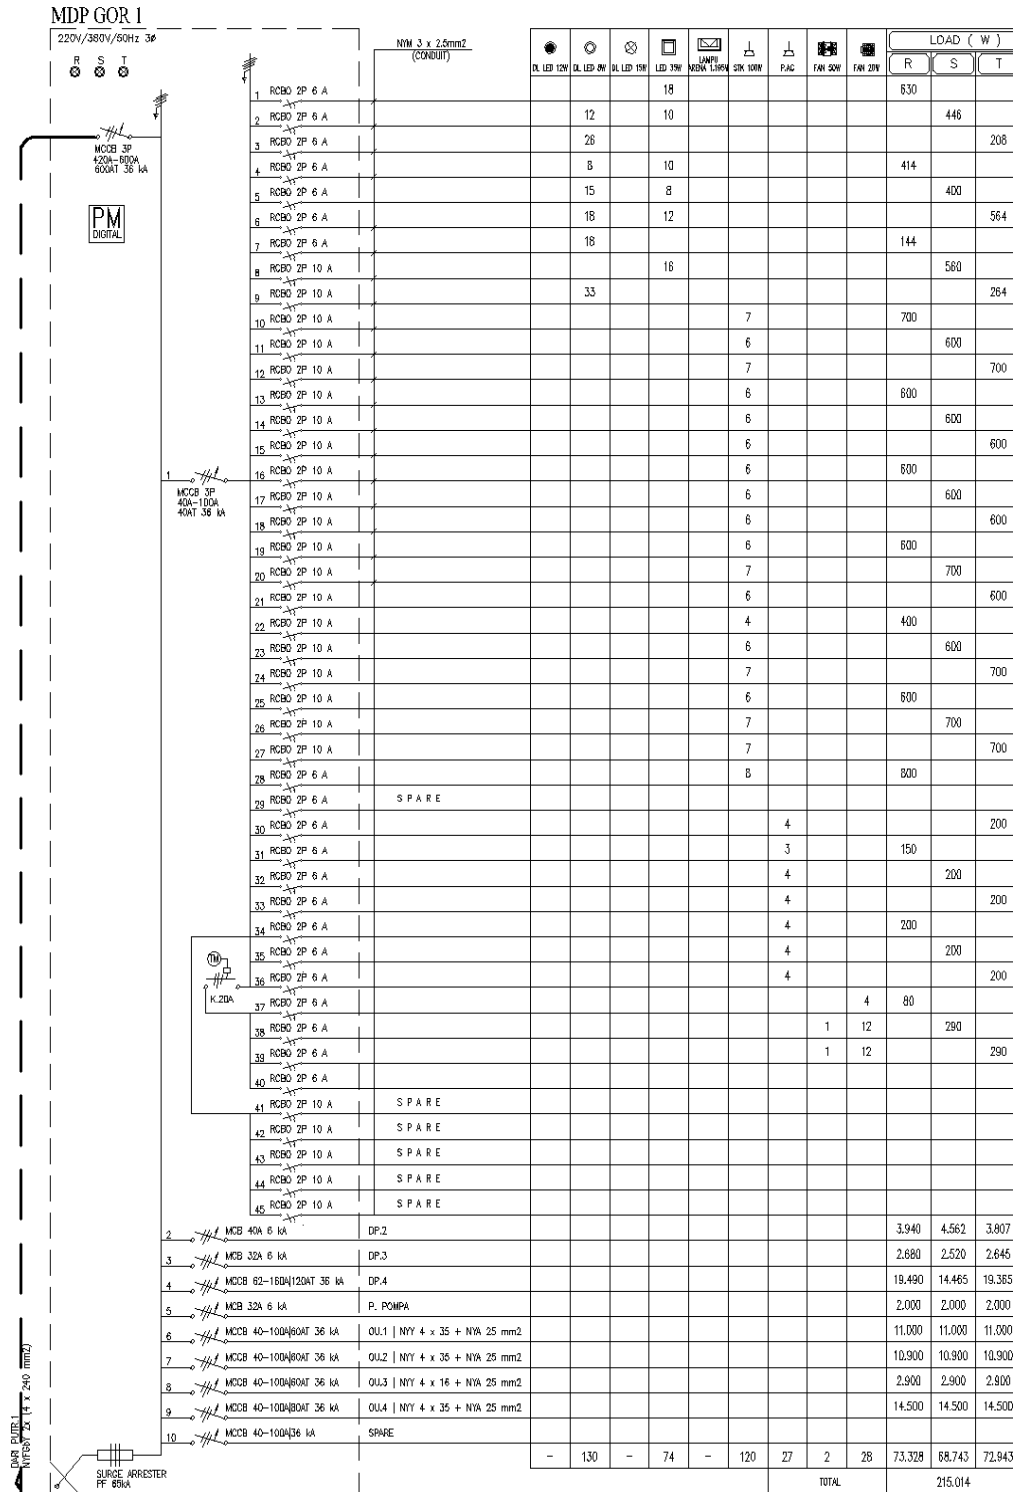 MDP GOR 1
220V/380V/50Hz 3ø
R S T
NYM 3 x 2.5mm2
(CONDUIT)
DL LED 12W DL LED 8W DL LED 15W LED 35W LAMPU ARENA 1.195W STK 100W P.AC FAN 50W FAN 20W
LOAD ( W )
R S T
1 RCBO 2P 6 A 18 630
2 RCBO 2P 6 A 12 10 446
3 RCBO 2P 6 A 26 208
4 RCBO 2P 6 A 8 10 414
5 RCBO 2P 6 A 15 8 400
6 RCBO 2P 6 A 18 12 564
7 RCBO 2P 6 A 18 144
8 RCBO 2P 10 A 16 560
9 RCBO 2P 10 A 33 264
10 RCBO 2P 10 A 7 700
11 RCBO 2P 10 A 6 600
12 RCBO 2P 10 A 7 700
13 RCBO 2P 10 A 6 600
14 RCBO 2P 10 A 6 600
15 RCBO 2P 10 A 6 600
16 RCBO 2P 10 A 6 600
17 RCBO 2P 10 A 6 600
18 RCBO 2P 10 A 6 600
19 RCBO 2P 10 A 6 600
20 RCBO 2P 10 A 7 700
21 RCBO 2P 10 A 6 600
22 RCBO 2P 10 A 4 400
23 RCBO 2P 10 A 6 600
24 RCBO 2P 10 A 7 700
25 RCBO 2P 10 A 6 600
26 RCBO 2P 10 A 7 700
27 RCBO 2P 10 A 7 700
28 RCBO 2P 6 A 8 800
29 RCBO 2P 6 A SPARE
30 RCBO 2P 6 A 4 200
31 RCBO 2P 6 A 3 150
32 RCBO 2P 6 A 4 200
33 RCBO 2P 6 A 4 200
34 RCBO 2P 6 A 4 200
35 RCBO 2P 6 A 4 200
36 RCBO 2P 6 A 4 200
37 RCBO 2P 6 A 4 80
38 RCBO 2P 6 A 1 12 290
39 RCBO 2P 6 A 1 12 290
40 RCBO 2P 6 A
41 RCBO 2P 10 A SPARE
42 RCBO 2P 10 A SPARE
43 RCBO 2P 10 A SPARE
44 RCBO 2P 10 A SPARE
45 RCBO 2P 10 A SPARE
MCCB 3P
420A-600A
600AT 36 kA
PM
DIGITAL
1
MCCB 3P
40A-100A
40AT 36 kA
TM
K.20A
2 MCB 40A 6 kA DP.2 3.940 4.562 3.807
3 MCB 32A 6 kA DP.3 2.680 2.520 2.645
4 MCCB 62-160A|120AT 36 kA DP.4 19.490 14.465 19.365
5 MCB 32A 6 kA P. POMPA 2.000 2.000 2.000
6 MCCB 40-100A|60AT 36 kA OU.1 | NYY 4 x 35 + NYA 25 mm2 11.000 11.000 11.000
7 MCCB 40-100A|60AT 36 kA OU.2 | NYY 4 x 35 + NYA 25 mm2 10.900 10.900 10.900
8 MCCB 40-100A|60AT 36 kA OU.3 | NYY 4 x 16 + NYA 25 mm2 2.900 2.900 2.900
9 MCCB 40-100A|80AT 36 kA OU.4 | NYY 4 x 35 + NYA 25 mm2 14.500 14.500 14.500
10 MCCB 40-100A|36 kA SPARE
- 130 - 74 - 120 27 2 28 73.328 68.743 72.943
TOTAL 215.014
SURGE ARRESTER
PF 65kA
DARI PUTR.1
NYFGBY 2x (4 x 240 mm2)